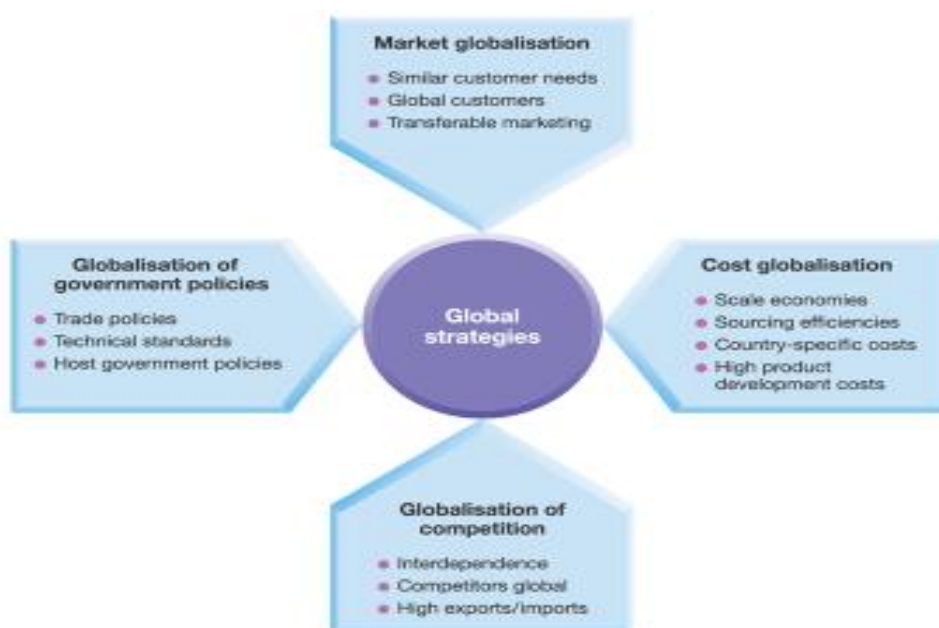 Market globalisation
Similar customer needs
Global customers
Transferable marketing
Globalisation of
government policies
Trade policies
Technical standards
Host government policies
Global
strategies
Cost globalisation
Scale economies
Sourcing efficiencies
Country-specific costs
High product
development costs
Globalisation of
competition
Interdependence
Competitors global
High exports/imports